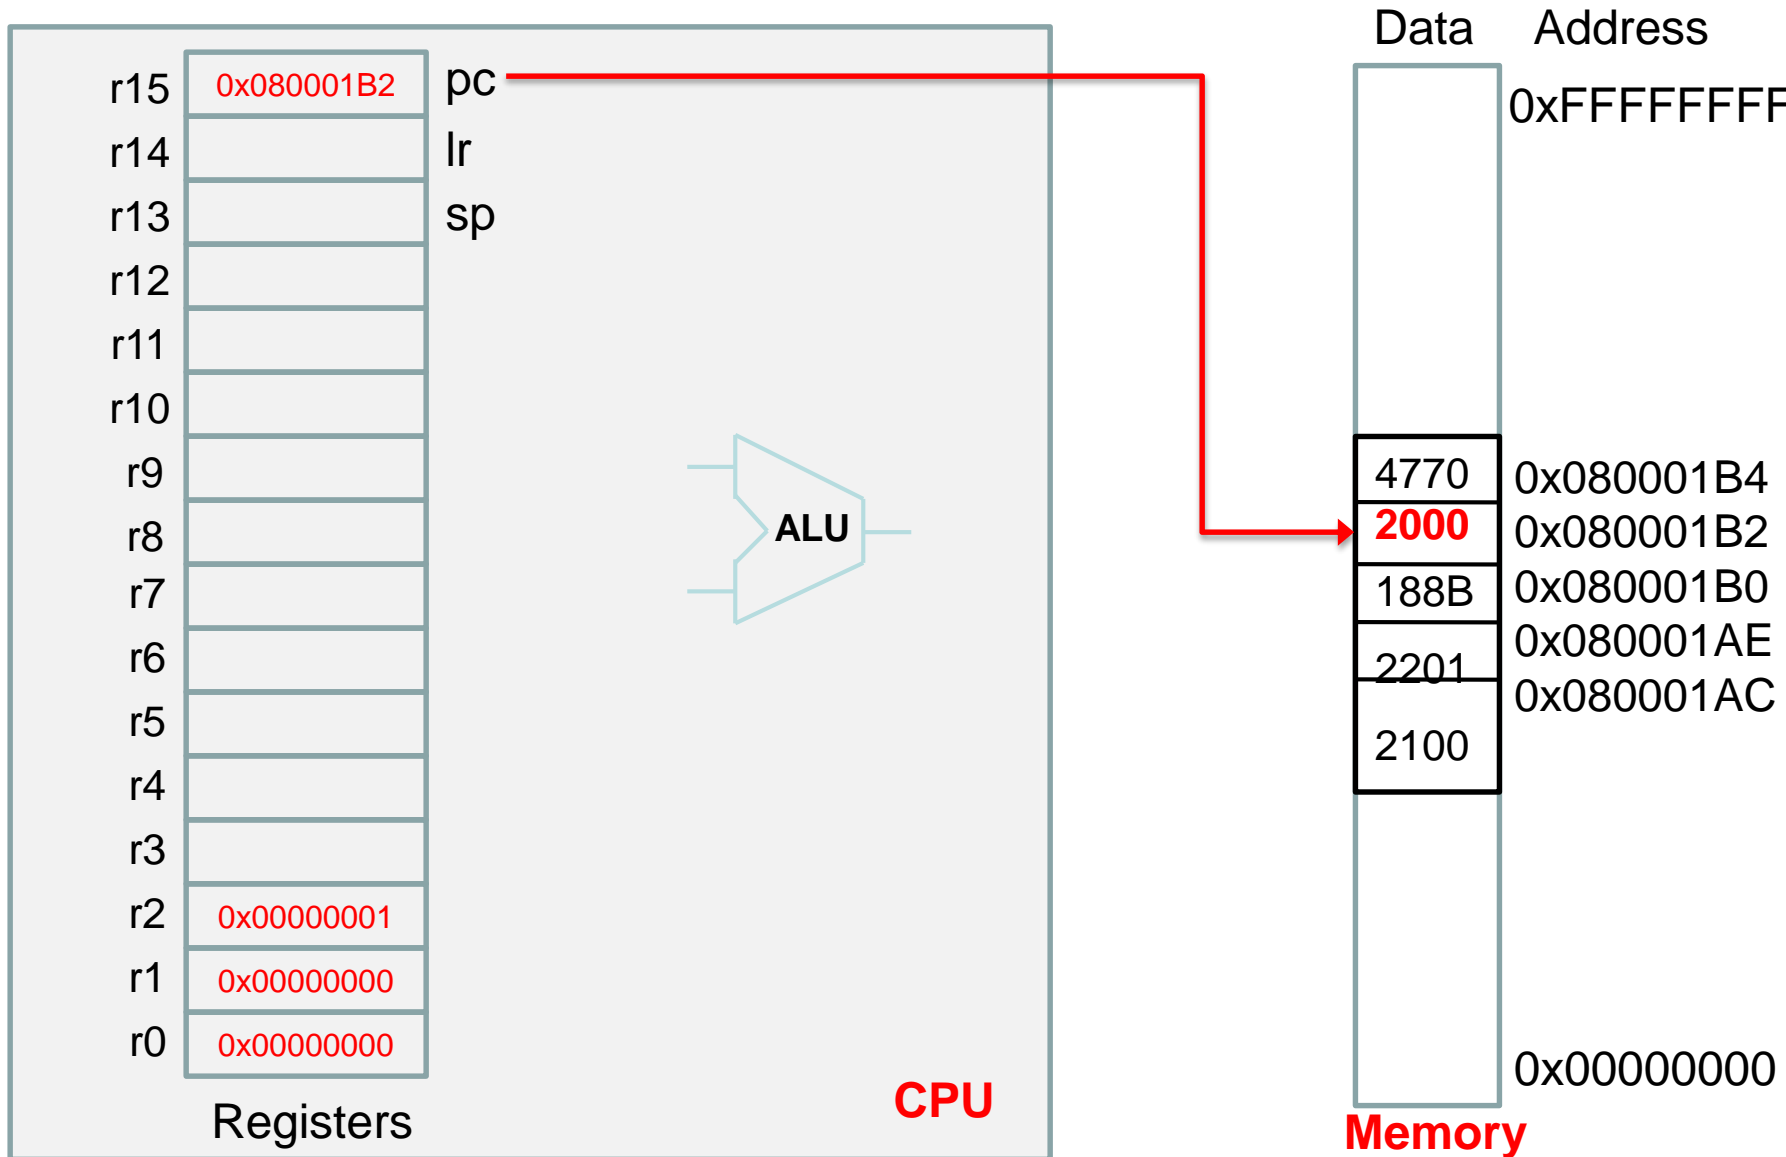 Data Address
r15 0x080001B2 pc
0xFFFFFFFF
r14 lr
r13 sp
r12
r11
r10
r9 4770 0x080001B4
r8 ALU 2000 0x080001B2
r7 188B 0x080001B0
r6 2201 0x080001AE
r5 0x080001AC
r4 2100
r3
r2 0x00000001
r1 0x00000000
r0 0x00000000
0x00000000
CPU
Registers Memory